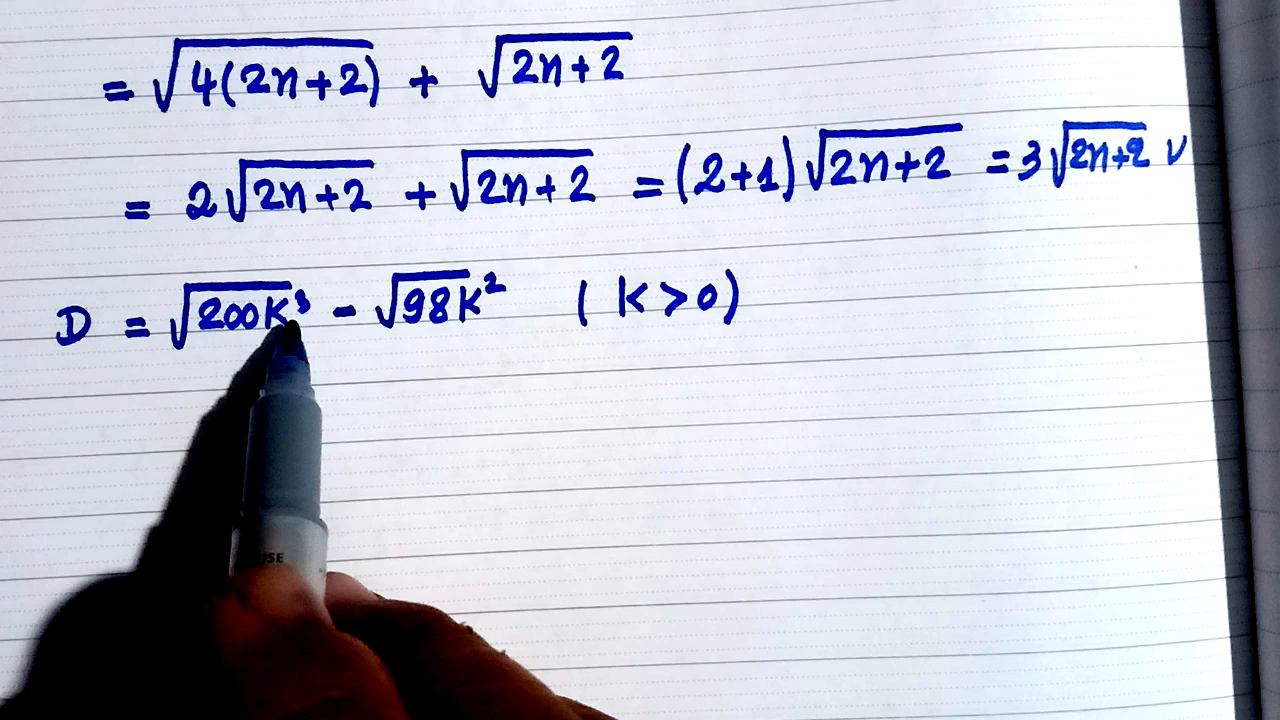 = √4(2n+2) + √2n+2
= 2√2n+2 + √2n+2 = (2+1)√2n+2 = 3√2n+2 ✓
D = √200K³ - √98K² ( K > 0)
USE